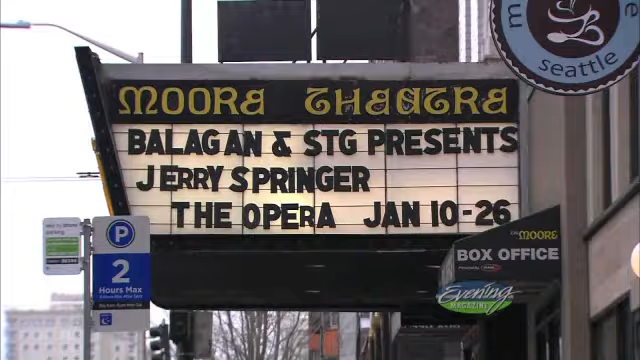 MOORE THEATRE
BALAGAN & STG PRESENTS
JERRY SPRINGER
THE OPERA JAN 10-26
seattle
P
2
Hours Max
MOORE
BOX OFFICE
Evening
MAGAZINE